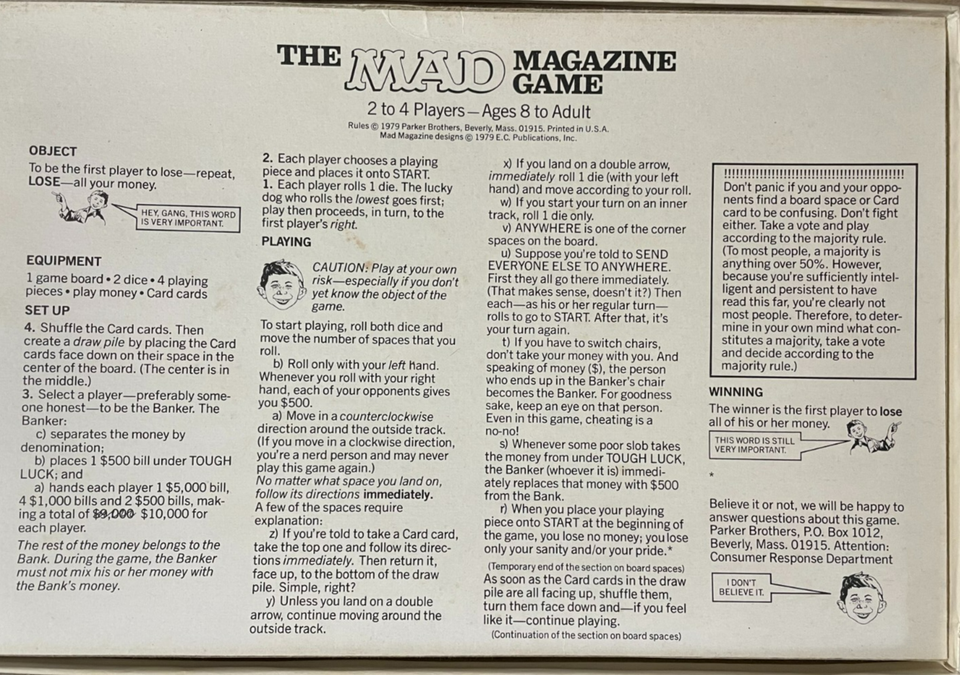 THE MAD MAGAZINE
GAME
2 to 4 Players—Ages 8 to Adult
Rules © 1979 Parker Brothers, Beverly, Mass. 01915. Printed in U.S.A.
Mad Magazine designs © 1979 E.C. Publications, Inc.
OBJECT
To be the first player to lose—repeat,
LOSE—all your money.
HEY, GANG, THIS WORD
IS VERY IMPORTANT.
EQUIPMENT
1 game board • 2 dice • 4 playing
pieces • play money • Card cards
SET UP
4. Shuffle the Card cards. Then
create a draw pile by placing the Card
cards face down on their space in the
center of the board. (The center is in
the middle.)
3. Select a player—preferably some-
one honest—to be the Banker. The
Banker:
c) separates the money by
denomination;
b) places 1 $500 bill under TOUGH
LUCK; and
a) hands each player 1 $5,000 bill,
4 $1,000 bills and 2 $500 bills, mak-
ing a total of $9,000 $10,000 for
each player.
The rest of the money belongs to the
Bank. During the game, the Banker
must not mix his or her money with
the Bank's money.
2. Each player chooses a playing
piece and places it onto START.
1. Each player rolls 1 die. The lucky
dog who rolls the lowest goes first;
play then proceeds, in turn, to the
first player's right.
PLAYING
CAUTION: Play at your own
risk—especially if you don't
yet know the object of the
game.
To start playing, roll both dice and
move the number of spaces that you
roll.
b) Roll only with your left hand.
Whenever you roll with your right
hand, each of your opponents gives
you $500.
a) Move in a counterclockwise
direction around the outside track.
(If you move in a clockwise direction,
you're a nerd person and may never
play this game again.)
No matter what space you land on,
follow its directions immediately.
A few of the spaces require
explanation:
z) If you're told to take a Card card,
take the top one and follow its direc-
tions immediately. Then return it,
face up, to the bottom of the draw
pile. Simple, right?
y) Unless you land on a double
arrow, continue moving around the
outside track.
x) If you land on a double arrow,
immediately roll 1 die (with your left
hand) and move according to your roll.
w) If you start your turn on an inner
track, roll 1 die only.
v) ANYWHERE is one of the corner
spaces on the board.
u) Suppose you're told to SEND
EVERYONE ELSE TO ANYWHERE.
First they all go there immediately.
(That makes sense, doesn't it?) Then
each—as his or her regular turn—
rolls to go to START. After that, it's
your turn again.
t) If you have to switch chairs,
don't take your money with you. And
speaking of money ($), the person
who ends up in the Banker's chair
becomes the Banker. For goodness
sake, keep an eye on that person.
Even in this game, cheating is a
no-no!
s) Whenever some poor slob takes
the money from under TOUGH LUCK,
the Banker (whoever it is) immedi-
ately replaces that money with $500
from the Bank.
r) When you place your playing
piece onto START at the beginning of
the game, you lose no money; you lose
only your sanity and/or your pride.*
(Temporary end of the section on board spaces)
As soon as the Card cards in the draw
pile are all facing up, shuffle them,
turn them face down and—if you feel
like it—continue playing.
(Continuation of the section on board spaces)
!!!!!!!!!!!!!!!!!!!!!!!!!!!!!!!!!!!!!!!!!!!!
Don't panic if you and your oppo-
nents find a board space or Card
card to be confusing. Don't fight
either. Take a vote and play
according to the majority rule.
(To most people, a majority is
anything over 50%. However,
because you're sufficiently intel-
ligent and persistent to have
read this far, you're clearly not
most people. Therefore, to deter-
mine in your own mind what con-
stitutes a majority, take a vote
and decide according to the
majority rule.)
WINNING
The winner is the first player to lose
all of his or her money.
THIS WORD IS STILL
VERY IMPORTANT.
*
Believe it or not, we will be happy to
answer questions about this game.
Parker Brothers, P.O. Box 1012,
Beverly, Mass. 01915. Attention:
Consumer Response Department
I DON'T
BELIEVE IT.